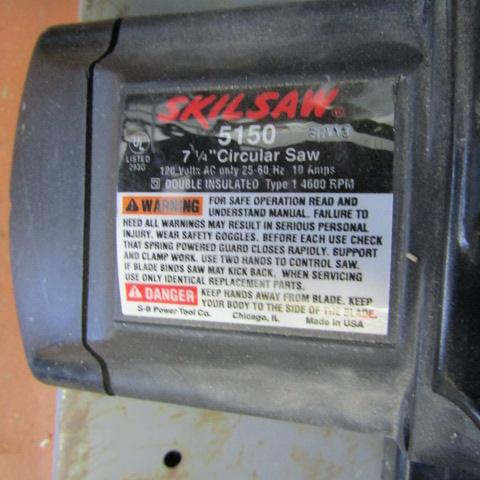 SKILSAW
5150
7 1/4" Circular Saw
UL
LISTED
120 Volts AC only 25-60 Hz 10 Amps
DOUBLE INSULATED Type 1 4600 RPM
WARNING FOR SAFE OPERATION READ AND
UNDERSTAND MANUAL. FAILURE TO
HEED ALL WARNINGS MAY RESULT IN SERIOUS PERSONAL
INJURY. WEAR SAFETY GOGGLES. BEFORE EACH USE CHECK
THAT SPRING POWERED GUARD CLOSES RAPIDLY. SUPPORT
AND CLAMP WORK. USE TWO HANDS TO CONTROL SAW.
IF BLADE BINDS SAW MAY KICK BACK. WHEN SERVICING
USE ONLY IDENTICAL REPLACEMENT PARTS.
DANGER KEEP HANDS AWAY FROM BLADE. KEEP
YOUR BODY TO THE SIDE OF THE BLADE.
S-B Power Tool Co. Chicago, IL Made in USA